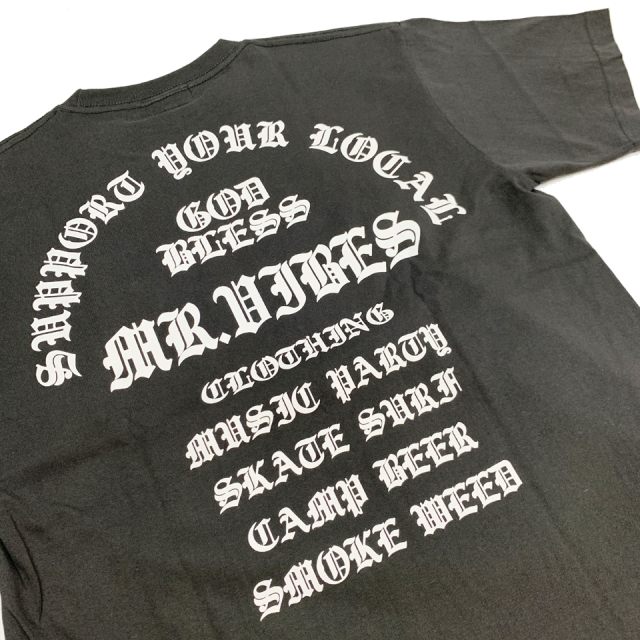 SUPPORT YOUR LOCAL
GOD
BLESS
MR.VIBES
CLOTHING
MUSIC PARTY
SKATE SURF
CAMP BEER
SMOKE WEED